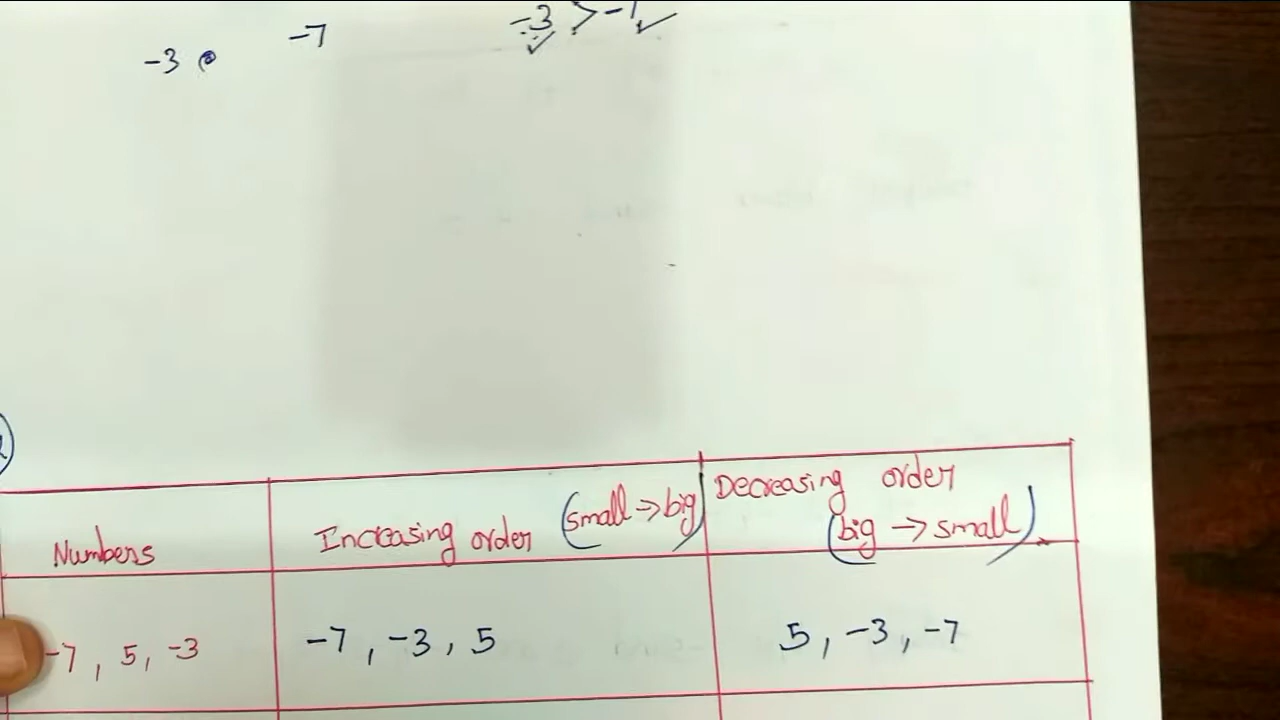 -3 -7 -3 >
Numbers Increasing order (small → big) Decreasing order (big → small)
-7, 5, -3 -7, -3, 5 5, -3, -7